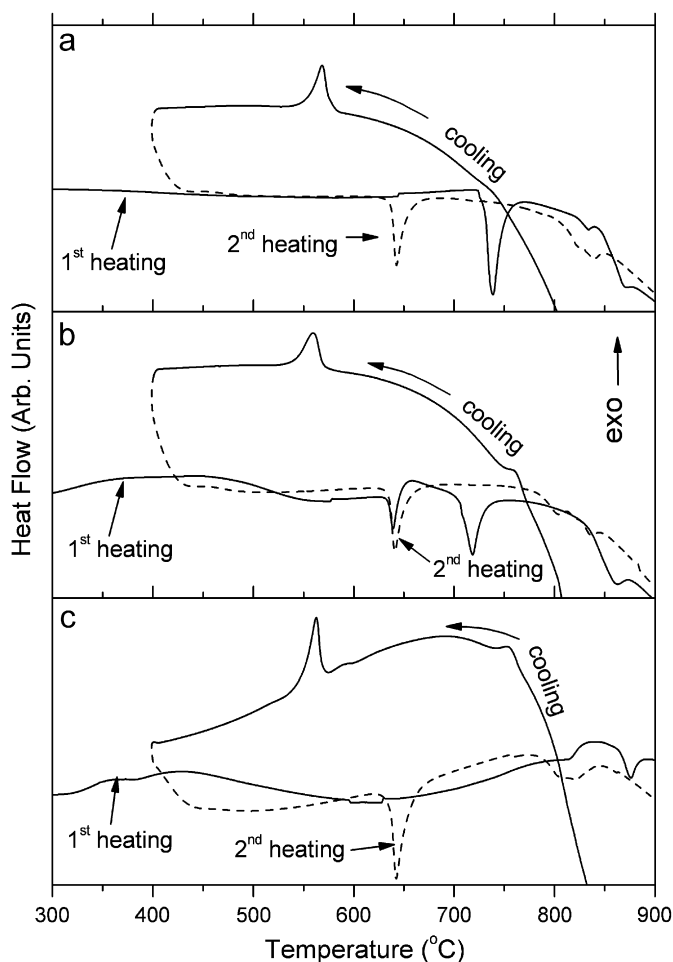 a
cooling
2nd heating
1st heating
b
cooling
exo
1st heating
2nd heating
c
cooling
1st heating
2nd heating
Heat Flow (Arb. Units)
300 400 500 600 700 800 900
Temperature (°C)